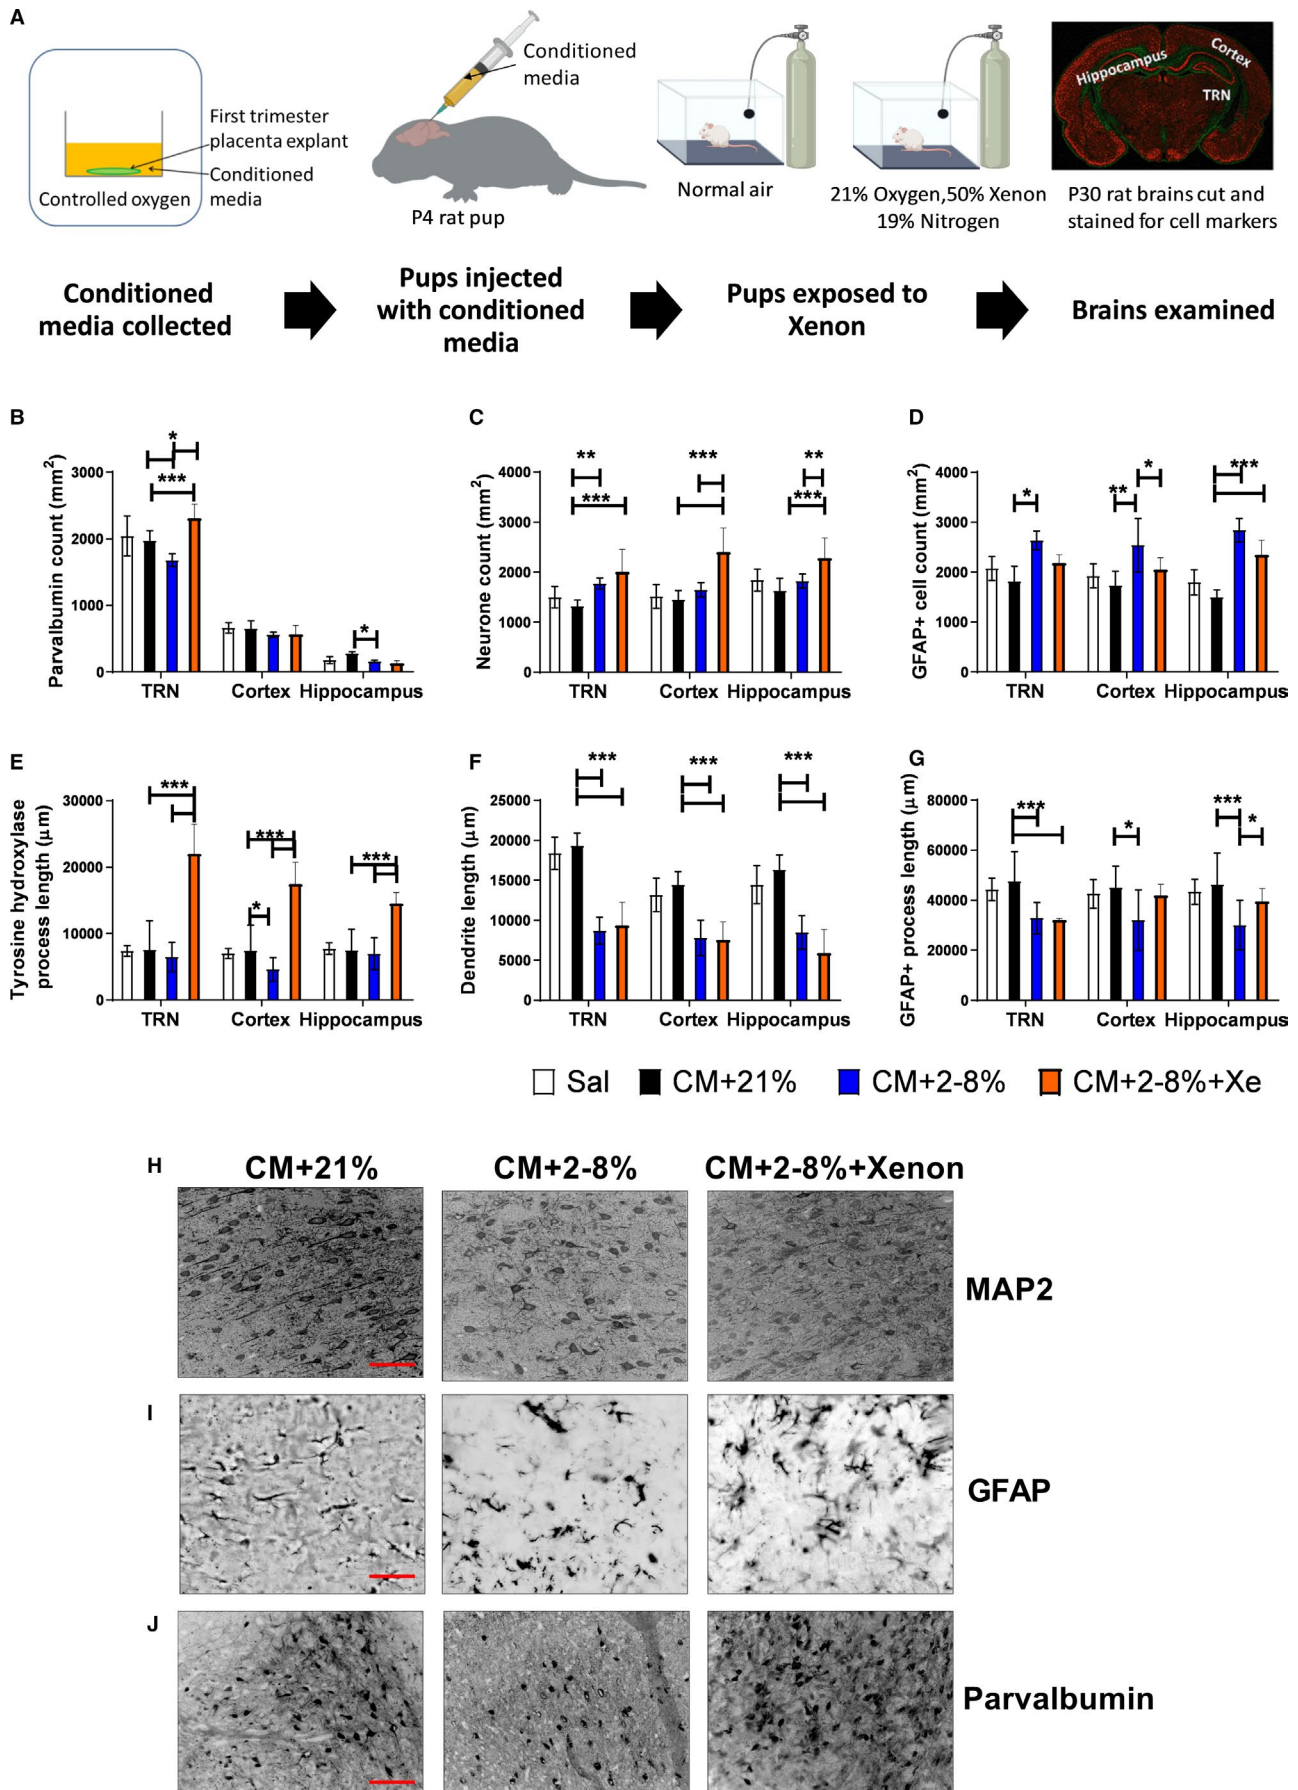 A
Conditioned
media
First trimester
placenta explant
Conditioned
media
Controlled oxygen
P4 rat pup
Normal air
21% Oxygen,50% Xenon
19% Nitrogen
Hippocampus
Cortex
TRN
P30 rat brains cut and
stained for cell markers
Conditioned
media collected
Pups injected
with conditioned
media
Pups exposed to
Xenon
Brains examined
B
Parvalbumin count (mm²)
3000
2000
1000
0
*
***
*
TRN
Cortex
Hippocampus
C
Neurone count (mm²)
4000
3000
2000
1000
0
**
***
***
**
***
TRN
Cortex
Hippocampus
D
GFAP+ cell count (mm²)
4000
3000
2000
1000
0
*
**
*
***
TRN
Cortex
Hippocampus
E
Tyrosine hydroxylase
process length (μm)
30000
20000
10000
0
***
***
*
***
TRN
Cortex
Hippocampus
F
Dendrite length (μm)
25000
20000
15000
10000
5000
0
***
***
***
TRN
Cortex
Hippocampus
G
GFAP+ process length (μm)
80000
60000
40000
20000
0
***
*
***
*
TRN
Cortex
Hippocampus
Sal
CM+21%
CM+2-8%
CM+2-8%+Xe
H
CM+21%
CM+2-8%
CM+2-8%+Xenon
MAP2
I
GFAP
J
Parvalbumin